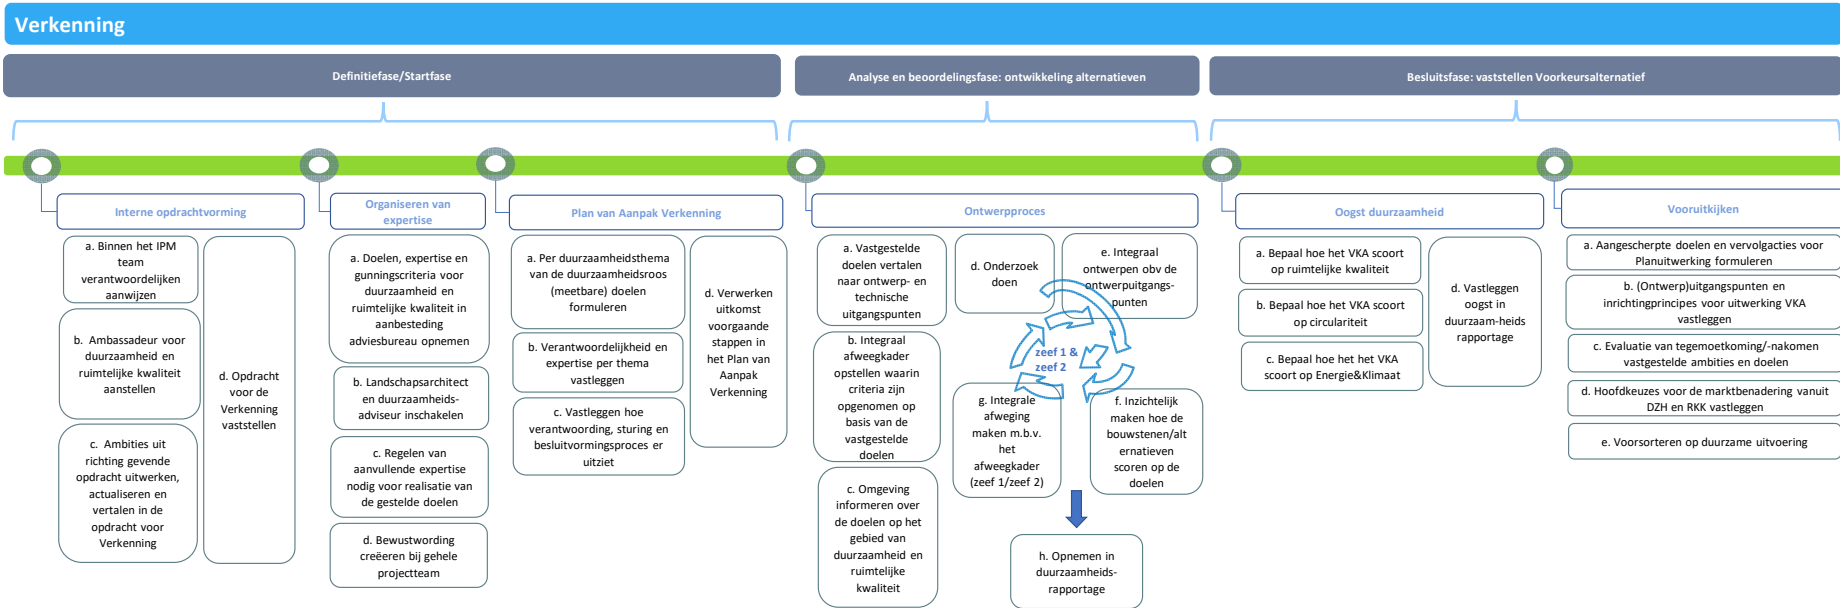 Verkenning
Definitiefase/Startfase
Analyse en beoordelingsfase: ontwikkeling alternatieven
Besluitsfase: vaststellen Voorkeursalternatief
Interne opdrachtvorming
a. Binnen het IPM
team
verantwoordelijken
aanwijzen
b. Ambassadeur voor
duurzaamheid en
ruimtelijke kwaliteit
aanstellen
c. Ambities uit
richting gevende
opdracht uitwerken,
actualiseren en
vertalen in de
opdracht voor
Verkenning
d. Opdracht
voor de
Verkenning
vaststellen
Organiseren van
expertise
a. Doelen, expertise en
gunningscriteria voor
duurzaamheid en
ruimtelijke kwaliteit in
aanbesteding
adviesbureau opnemen
b. Landschapsarchitect
en duurzaamheids-
adviseur inschakelen
c. Regelen van
aanvullende expertise
nodig voor realisatie van
de gestelde doelen
d. Bewustwording
creëeren bij gehele
projectteam
Plan van Aanpak Verkenning
a. Per duurzaamheidsthema
van de duurzaamheidsroos
(meetbare) doelen
formuleren
b. Verantwoordelijkheid en
expertise per thema
vastleggen
c. Vastleggen hoe
verantwoording, sturing en
besluitvormingsproces er
uitziet
d. Verwerken
uitkomst
voorgaande
stappen in
het Plan van
Aanpak
Verkenning
Ontwerpproces
a. Vastgestelde
doelen vertalen
naar ontwerp- en
technische
uitgangspunten
b. Integraal
afweegkader
opstellen waarin
criteria zijn
opgenomen op
basis van de
vastgestelde
doelen
c. Omgeving
informeren over
de doelen op het
gebied van
duurzaamheid en
ruimtelijke
kwaliteit
d. Onderzoek
doen
e. Integraal
ontwerpen obv de
ontwerpuitgangs-
punten
zeef 1 &
zeef 2
f. Inzichtelijk
maken hoe de
bouwstenen/alt
ernatieven
scoren op de
doelen
g. Integrale
afweging
maken m.b.v.
het
afweegkader
(zeef 1/zeef 2)
h. Opnemen in
duurzaamheids-
rapportage
Oogst duurzaamheid
a. Bepaal hoe het VKA scoort
op ruimtelijke kwaliteit
b. Bepaal hoe het VKA scoort
op circulariteit
c. Bepaal hoe het het VKA
scoort op Energie&Klimaat
d. Vastleggen
oogst in
duurzaam-heids
rapportage
Vooruitkijken
a. Aangescherpte doelen en vervolgacties voor
Planuitwerking formuleren
b. (Ontwerp)uitgangspunten en
inrichtingprincipes voor uitwerking VKA
vastleggen
c. Evaluatie van tegemoetkoming/-nakomen
vastgestelde ambities en doelen
d. Hoofdkeuzes voor de marktbenadering vanuit
DZH en RKK vastleggen
e. Voorsorteren op duurzame uitvoering